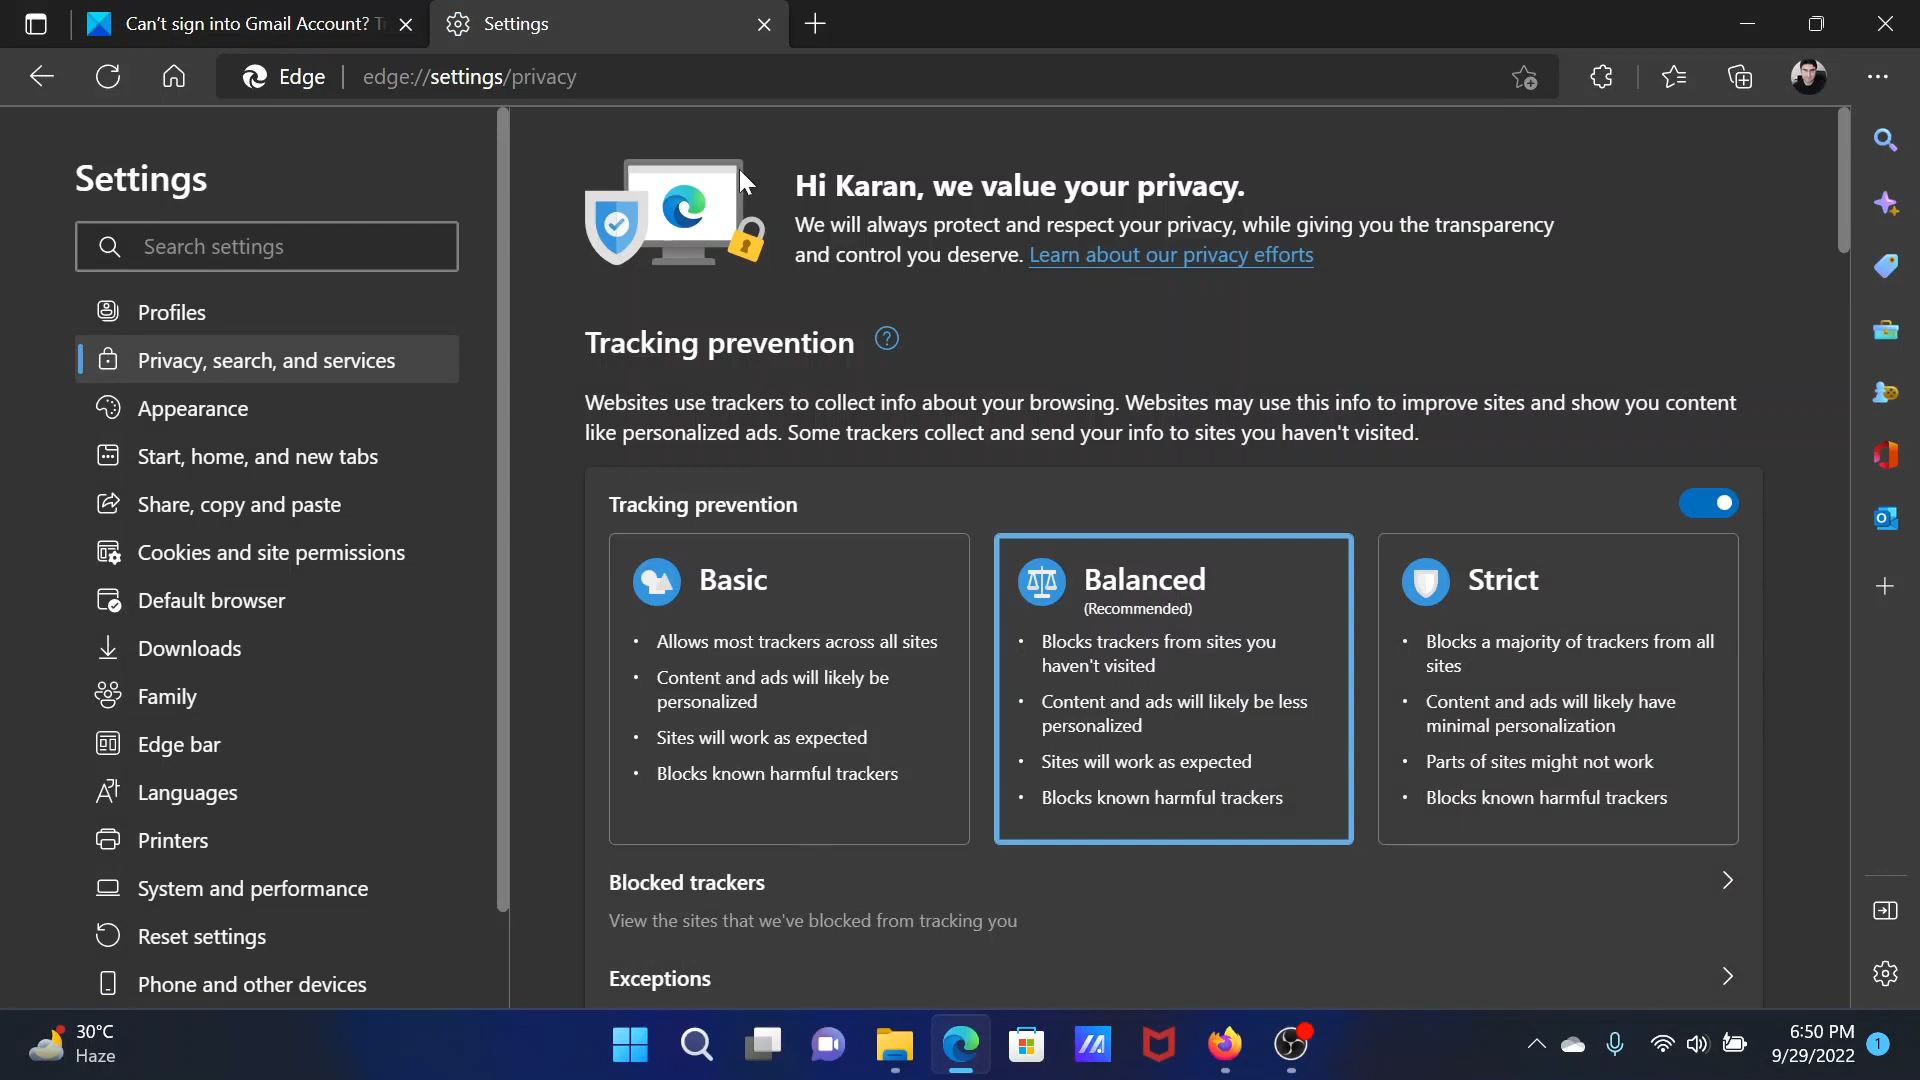 Can't sign into Gmail Account?
Settings
Edge
edge://settings/privacy
Settings
Search settings
Profiles
Privacy, search, and services
Appearance
Start, home, and new tabs
Share, copy and paste
Cookies and site permissions
Default browser
Downloads
Family
Edge bar
Languages
Printers
System and performance
Reset settings
Phone and other devices
Hi Karan, we value your privacy.
We will always protect and respect your privacy, while giving you the transparency
and control you deserve. Learn about our privacy efforts
Tracking prevention
Websites use trackers to collect info about your browsing. Websites may use this info to improve sites and show you content
like personalized ads. Some trackers collect and send your info to sites you haven't visited.
Tracking prevention
Basic
Allows most trackers across all sites
Content and ads will likely be
personalized
Sites will work as expected
Blocks known harmful trackers
Balanced
(Recommended)
Blocks trackers from sites you
haven't visited
Content and ads will likely be less
personalized
Sites will work as expected
Blocks known harmful trackers
Strict
Blocks a majority of trackers from all
sites
Content and ads will likely have
minimal personalization
Parts of sites might not work
Blocks known harmful trackers
Blocked trackers
View the sites that we've blocked from tracking you
Exceptions
30°C
Haze
6:50 PM
9/29/2022
1